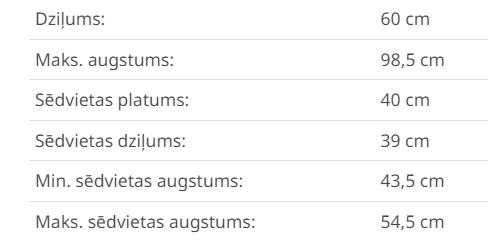 Dziļums: 60 cm
Maks. augstums: 98,5 cm
Sēdvietas platums: 40 cm
Sēdvietas dziļums: 39 cm
Min. sēdvietas augstums: 43,5 cm
Maks. sēdvietas augstums: 54,5 cm